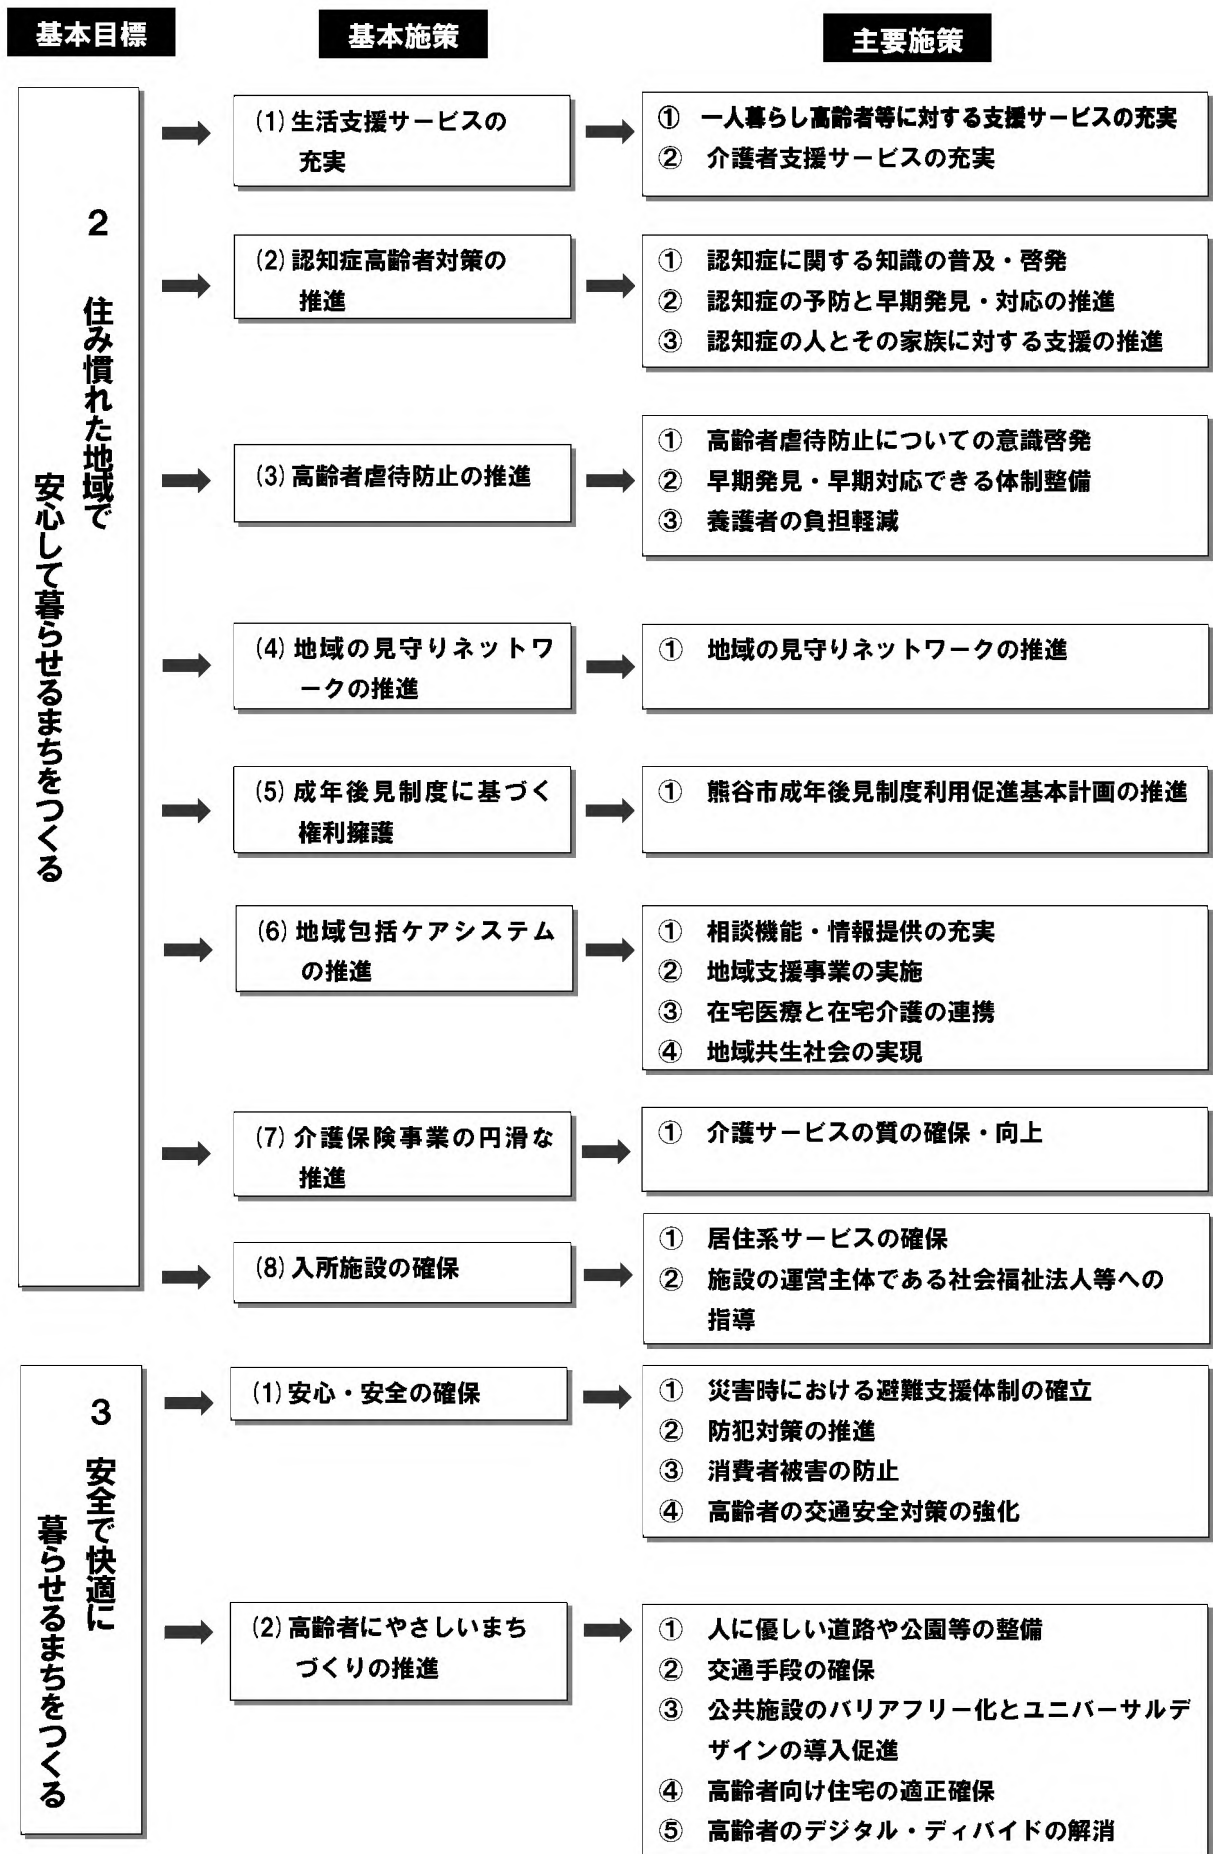 基本目標
基本施策
主要施策
2 住み慣れた地域で
安心して暮らせるまちをつくる
(1) 生活支援サービスの
充実
① 一人暮らし高齢者等に対する支援サービスの充実
② 介護者支援サービスの充実
(2) 認知症高齢者対策の
推進
① 認知症に関する知識の普及・啓発
② 認知症の予防と早期発見・対応の推進
③ 認知症の人とその家族に対する支援の推進
(3) 高齢者虐待防止の推進
① 高齢者虐待防止についての意識啓発
② 早期発見・早期対応できる体制整備
③ 養護者の負担軽減
(4) 地域の見守りネットワ
ークの推進
① 地域の見守りネットワークの推進
(5) 成年後見制度に基づく
権利擁護
① 熊谷市成年後見制度利用促進基本計画の推進
(6) 地域包括ケアシステム
の推進
① 相談機能・情報提供の充実
② 地域支援事業の実施
③ 在宅医療と在宅介護の連携
④ 地域共生社会の実現
(7) 介護保険事業の円滑な
推進
① 介護サービスの質の確保・向上
(8) 入所施設の確保
① 居住系サービスの確保
② 施設の運営主体である社会福祉法人等への
指導
3 安全で快適に
暮らせるまちをつくる
(1) 安心・安全の確保
① 災害時における避難支援体制の確立
② 防犯対策の推進
③ 消費者被害の防止
④ 高齢者の交通安全対策の強化
(2) 高齢者にやさしいまち
づくりの推進
① 人に優しい道路や公園等の整備
② 交通手段の確保
③ 公共施設のバリアフリー化とユニバーサルデ
ザインの導入促進
④ 高齢者向け住宅の適正確保
⑤ 高齢者のデジタル・ディバイドの解消